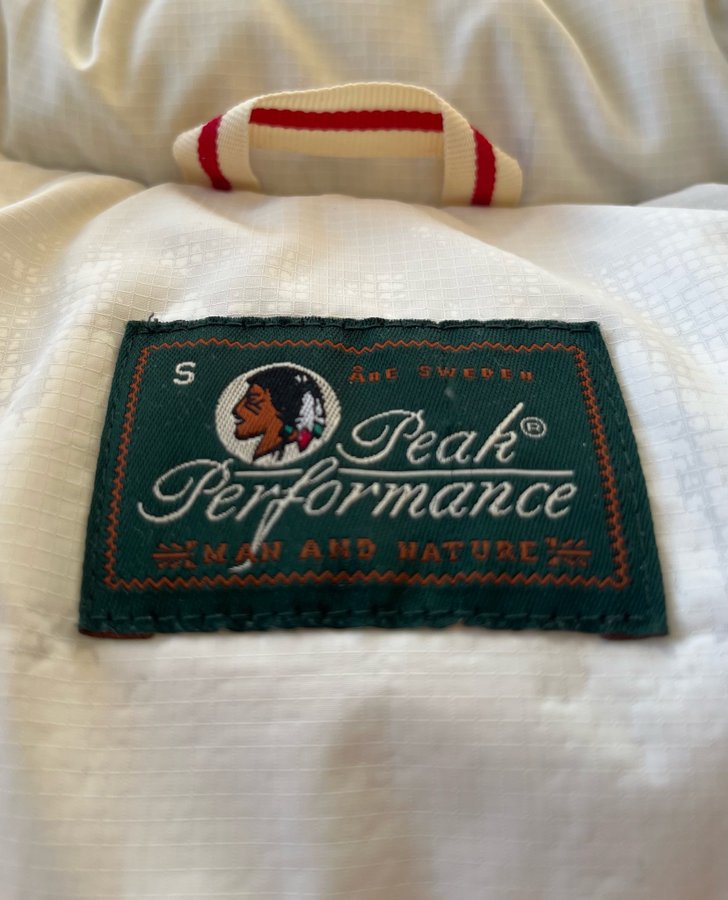 S
Åre SWEDEN
Peak®
Performance
MAN AND NATURE